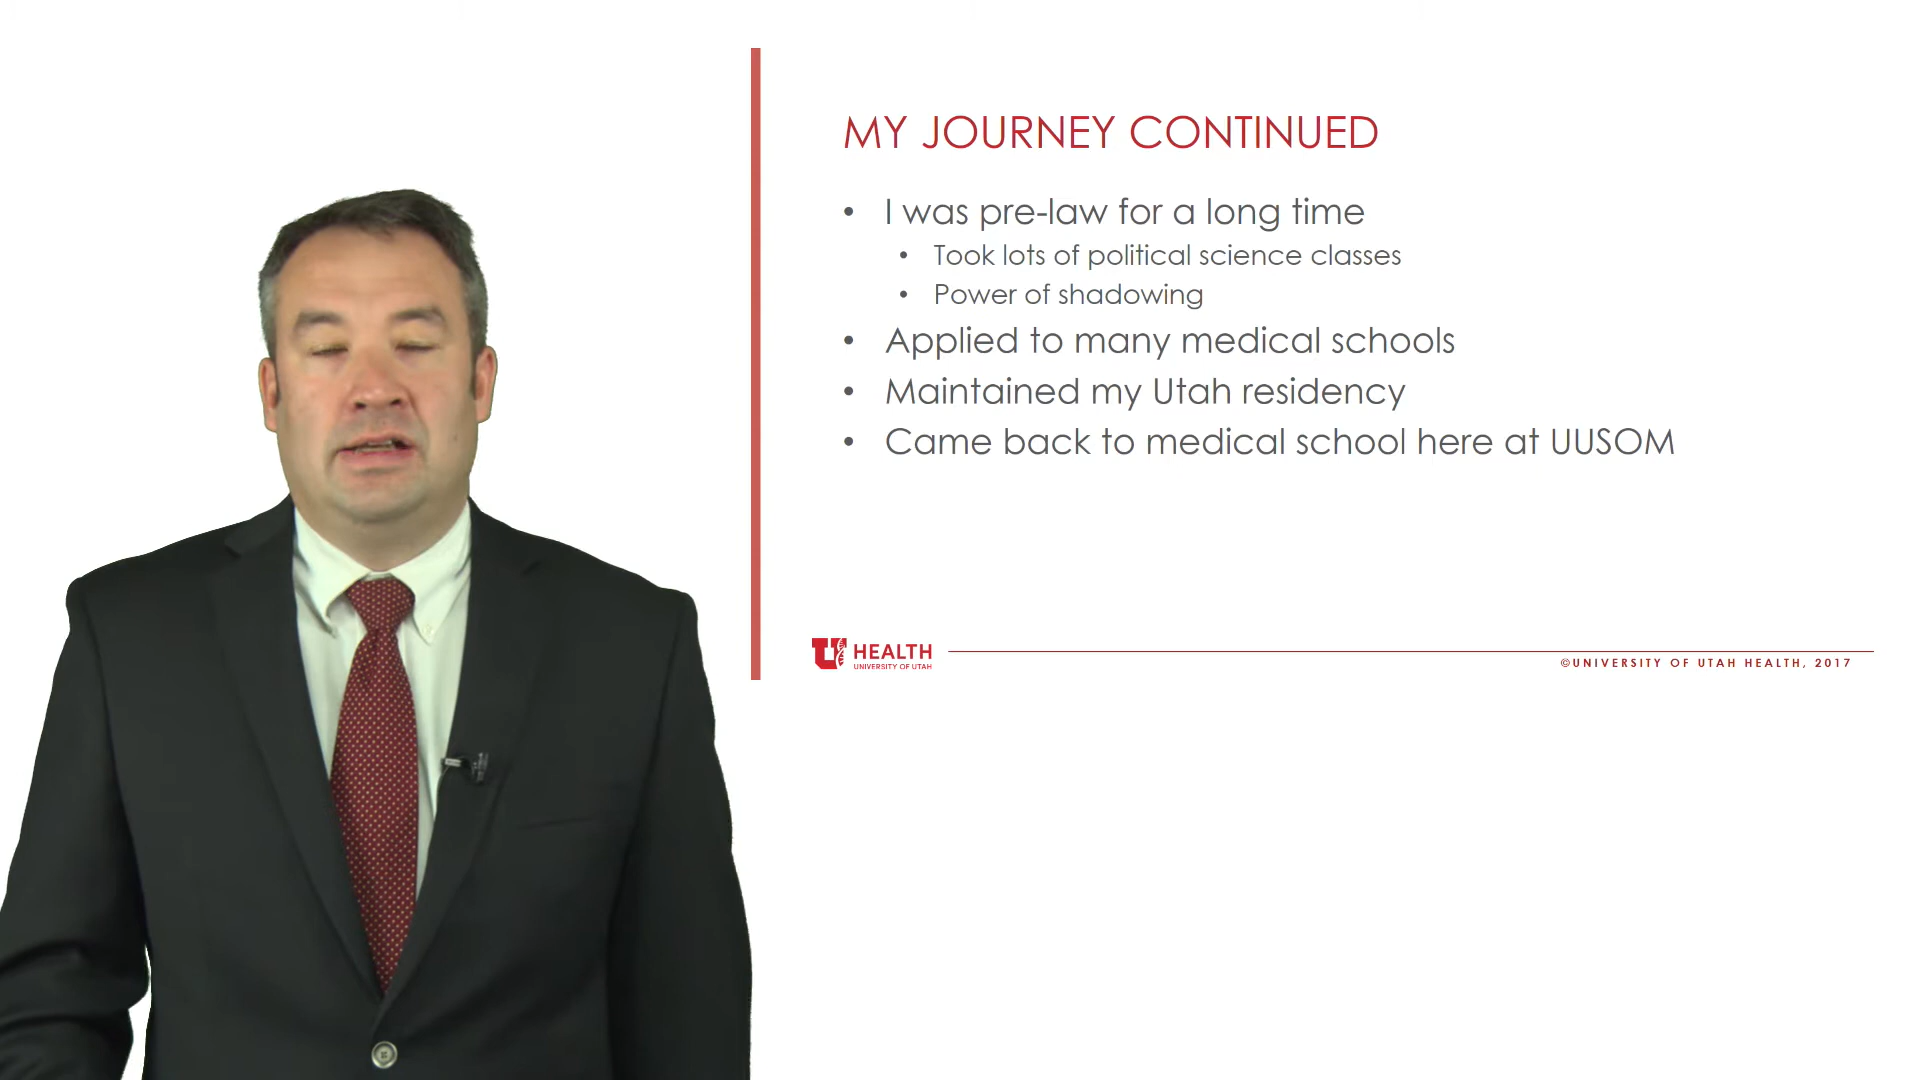 MY JOURNEY CONTINUED
• I was pre-law for a long time
• Took lots of political science classes
• Power of shadowing
• Applied to many medical schools
• Maintained my Utah residency
• Came back to medical school here at UUSOM
U HEALTH
UNIVERSITY OF UTAH
©UNIVERSITY OF UTAH HEALTH, 2017